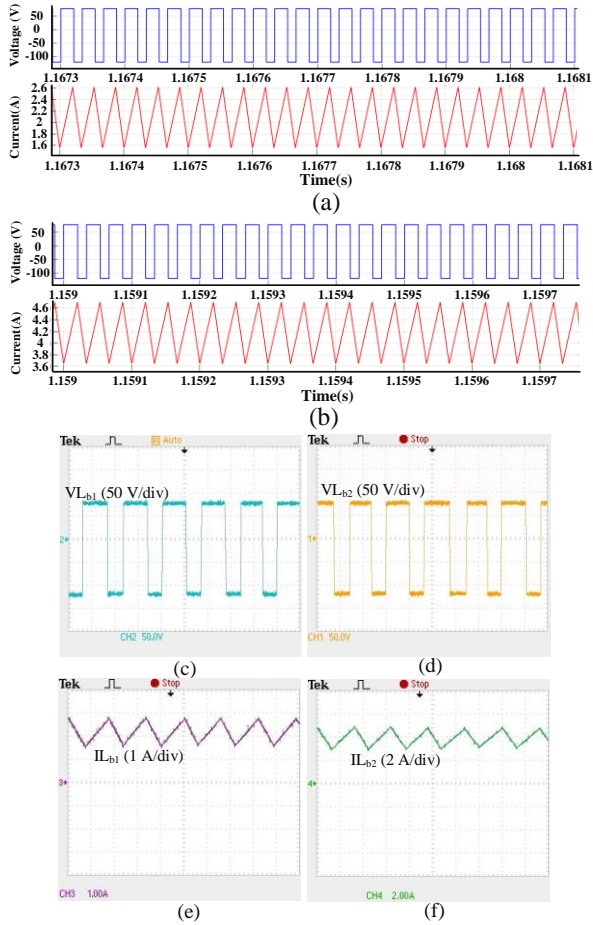 Voltage (V)
50
0
-50
-100
1.1673 1.1674 1.1675 1.1676 1.1677 1.1678 1.1679 1.168 1.1681
Current(A)
2.6
2.4
2
1.8
1.6
1.1673 1.1674 1.1675 1.1676 1.1677 1.1678 1.1679 1.168 1.1681
Time(s)
(a)
Voltage (V)
50
0
-50
-100
1.159 1.1591 1.1592 1.1593 1.1594 1.1595 1.1596 1.1597
Current(A)
4.6
4.4
4.2
4
3.8
3.6
1.159 1.1591 1.1592 1.1593 1.1594 1.1595 1.1596 1.1597
Time(s)
(b)
Tek Auto
VLb1 (50 V/div)
2
CH2 50.0V
(c)
Tek Stop
VLb2 (50 V/div)
1
CH1 50.0V
(d)
Tek Stop
ILb1 (1 A/div)
3
CH3 1.00A
(e)
Tek Stop
ILb2 (2 A/div)
4
CH4 2.00A
(f)